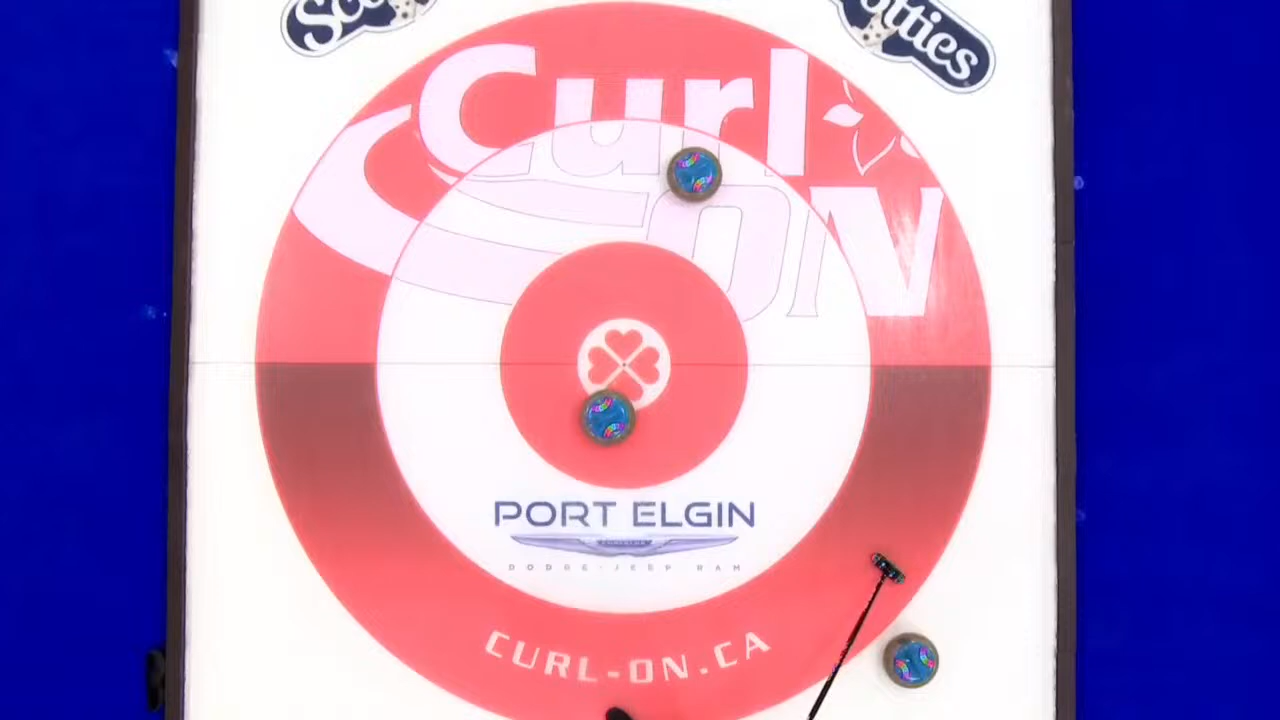 Curl
ON
PORT ELGIN
DODGE · JEEP RAM
CURL-ON.CA